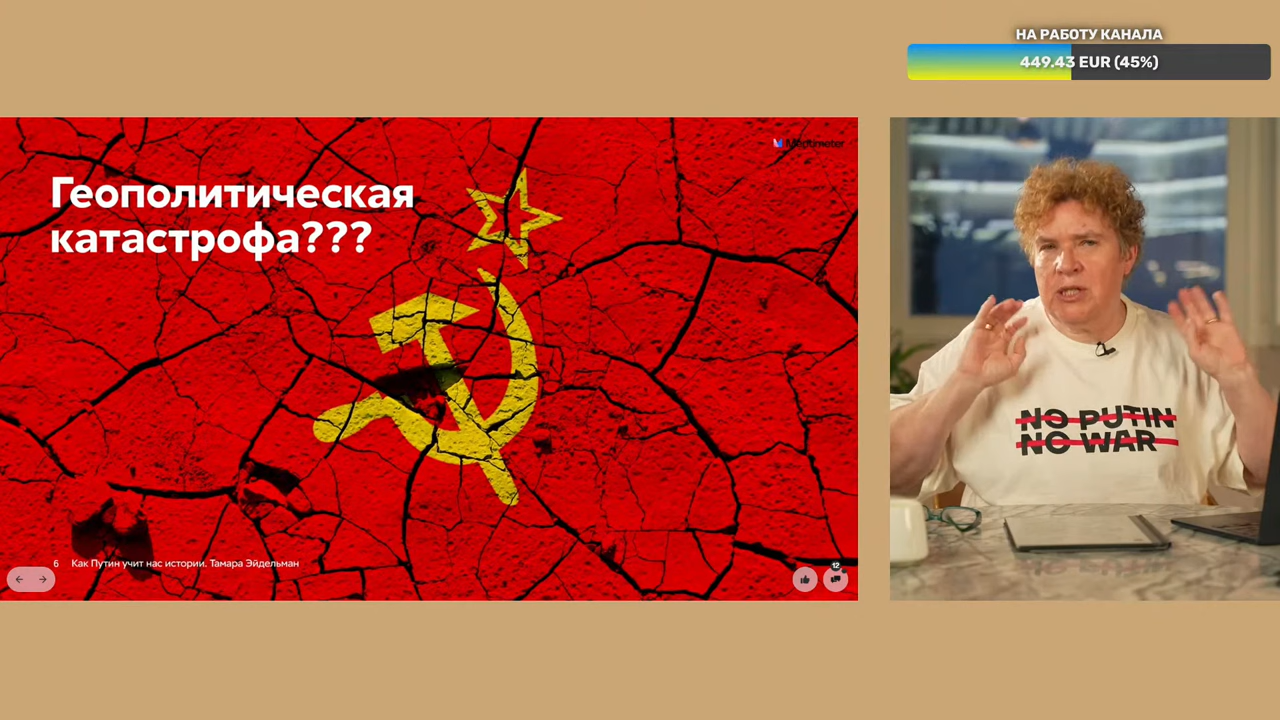 НА РАБОТУ КАНАЛА
449.43 EUR (45%)
Mentimeter
Геополитическая
катастрофа???
NO PUTIN
NO WAR
6 Как Путин учит нас истории. Тамара Эйдельман
12